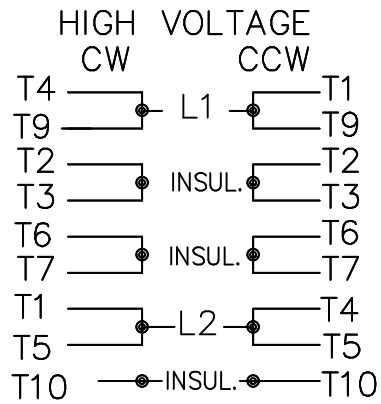 HIGH VOLTAGE
CW CCW
T4 T1
L1
T9 T9
T2 T2
INSUL.
T3 T3
T6 T6
INSUL.
T7 T7
T1 T4
L2
T5 T5
T10 INSUL. T10